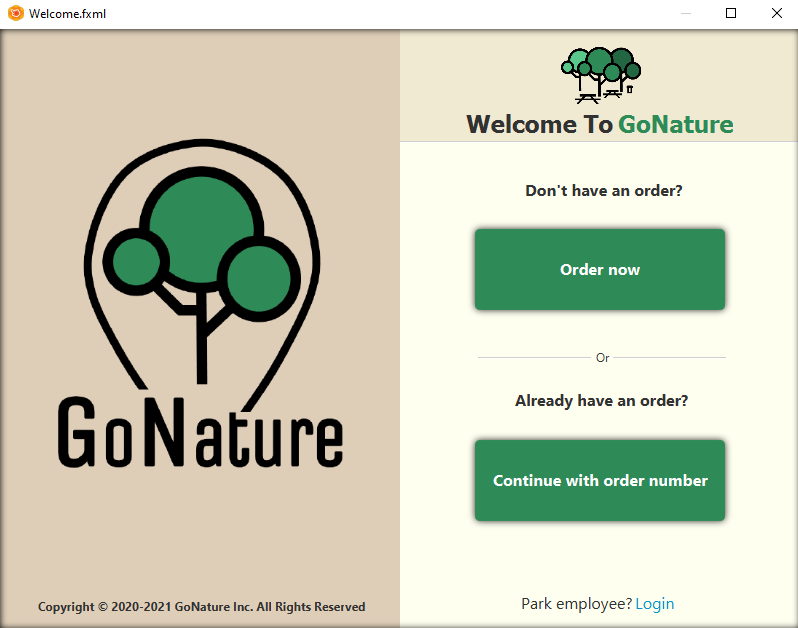 Welcome.fxml
GoNature
Copyright © 2020-2021 GoNature Inc. All Rights Reserved
Welcome To GoNature
Don't have an order?
Order now
Or
Already have an order?
Continue with order number
Park employee? Login